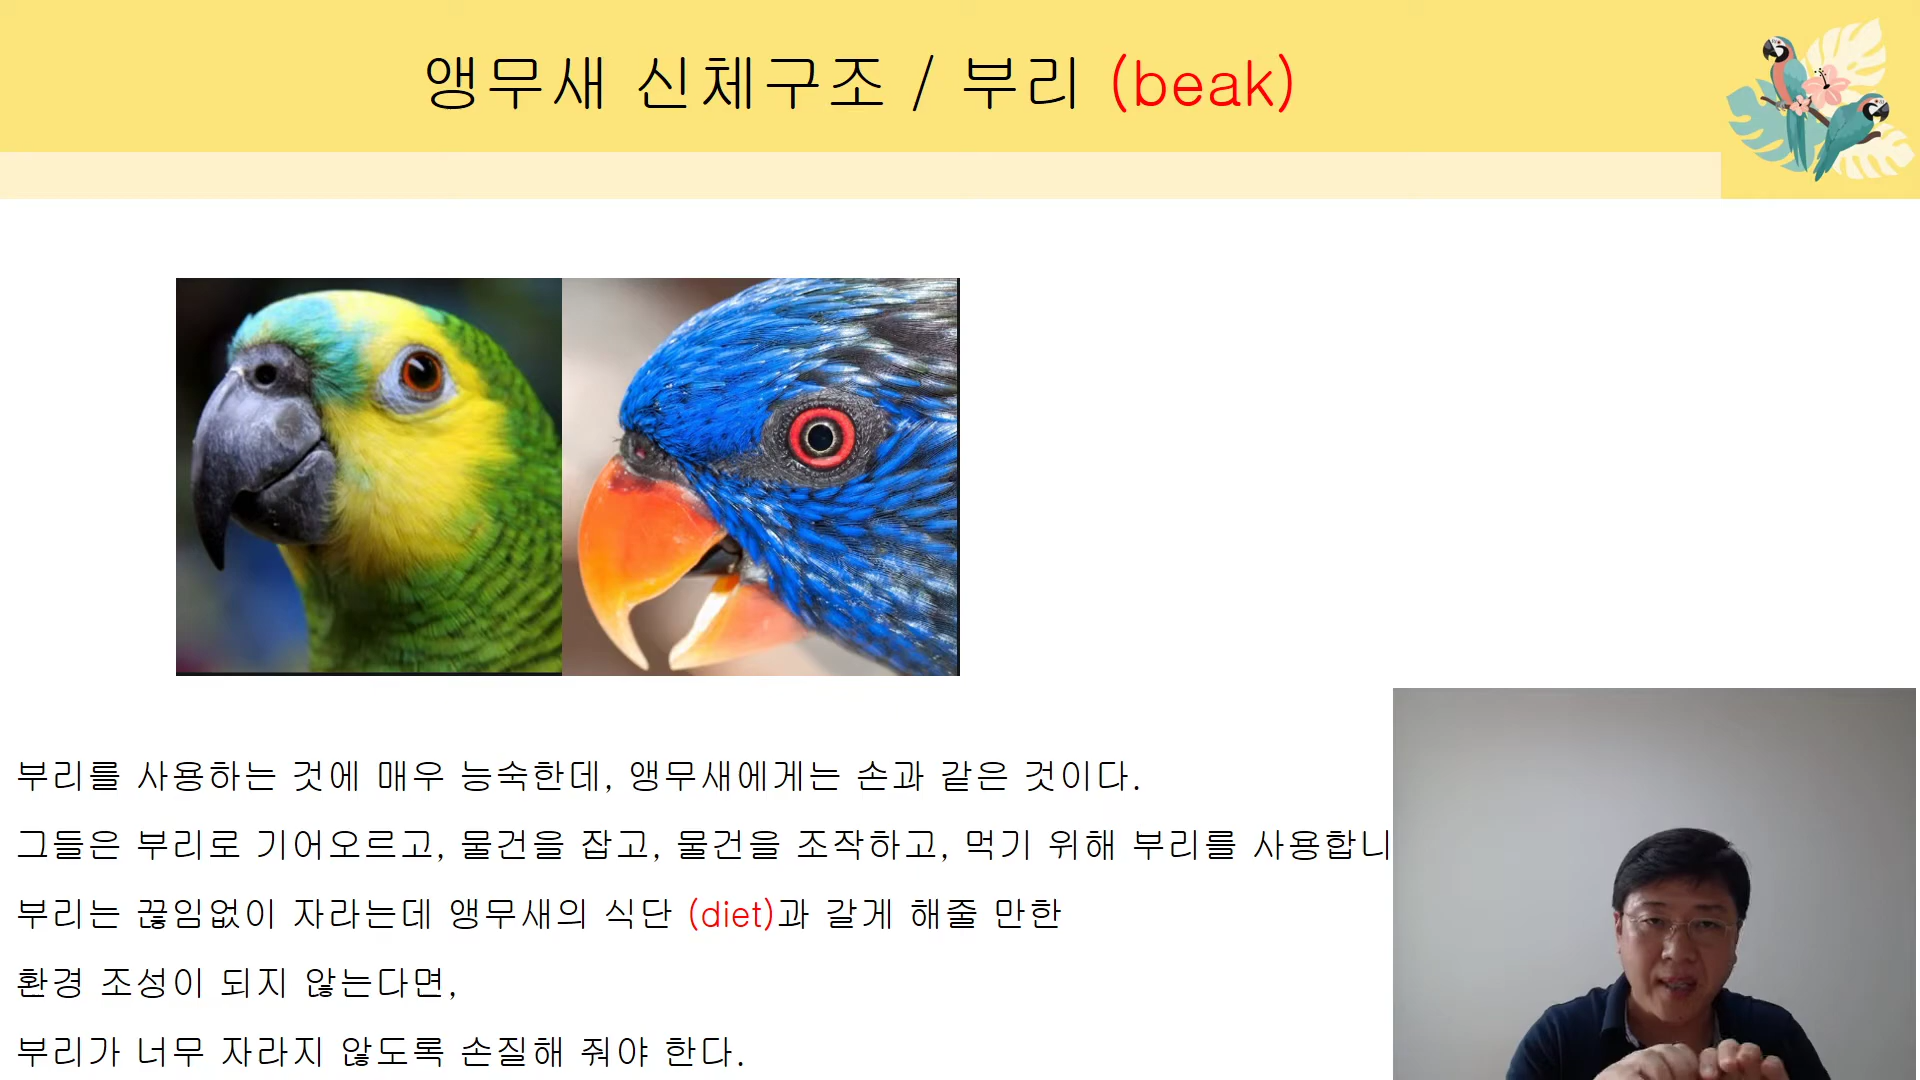 앵무새 신체구조 / 부리 (beak)
부리를 사용하는 것에 매우 능숙한데, 앵무새에게는 손과 같은 것이다.
그들은 부리로 기어오르고, 물건을 잡고, 물건을 조작하고, 먹기 위해 부리를 사용합니
부리는 끊임없이 자라는데 앵무새의 식단 (diet)과 갈게 해줄 만한
환경 조성이 되지 않는다면,
부리가 너무 자라지 않도록 손질해 줘야 한다.